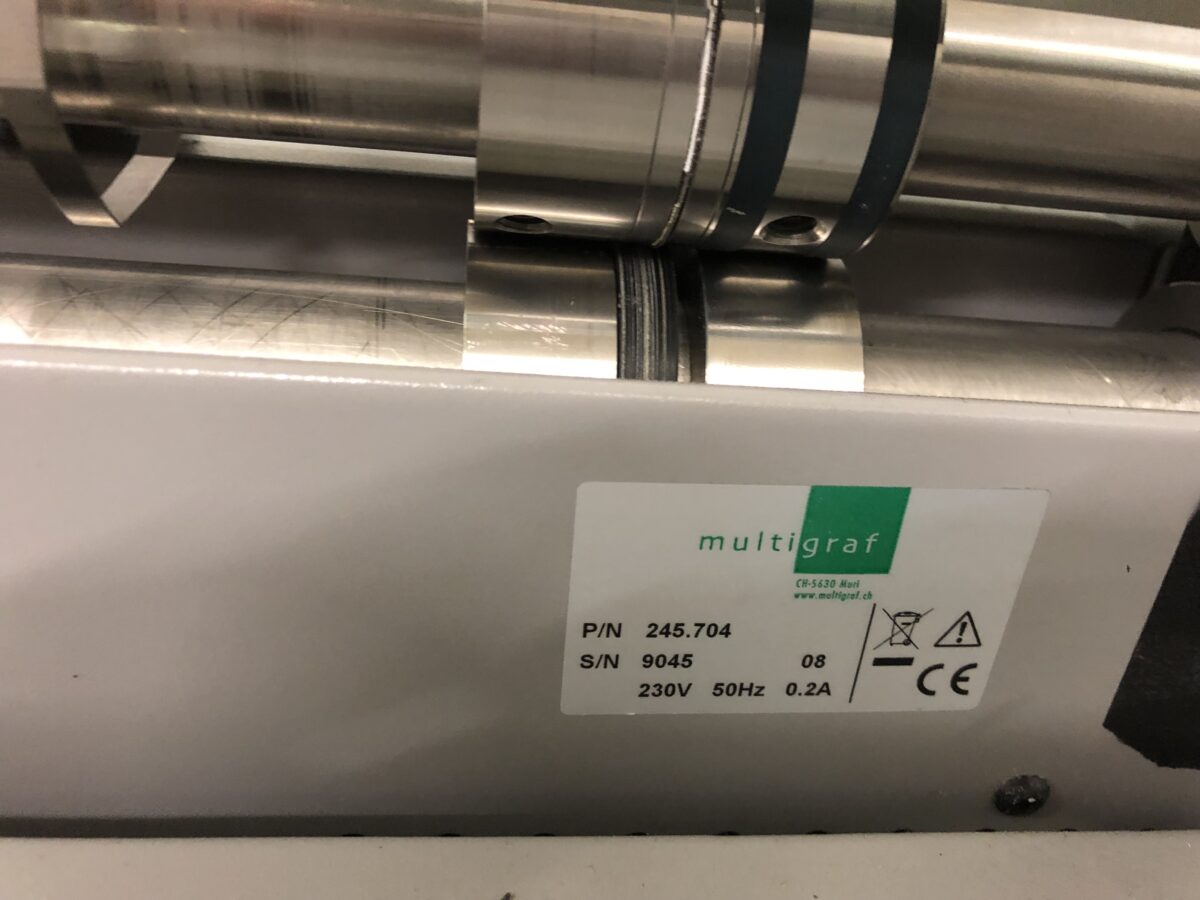 multigraf
CH-5630 Muri
www.multigraf.ch
P/N 245.704
S/N 9045 08
230V 50Hz 0.2A
CE